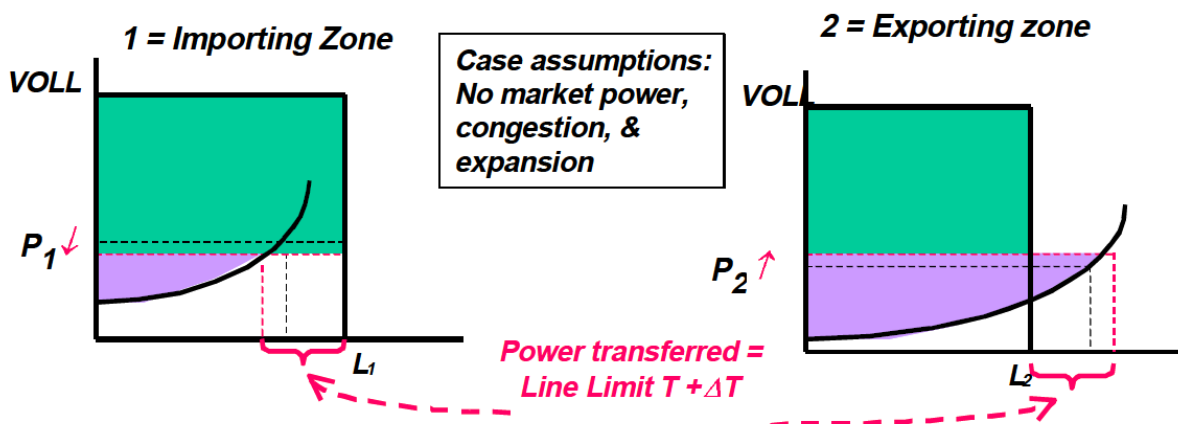 1 = Importing Zone
2 = Exporting zone
Case assumptions:
No market power,
congestion, &
expansion
VOLL
VOLL
P1 ↓
P2 ↑
L1
L2
Power transferred =
Line Limit T + ΔT